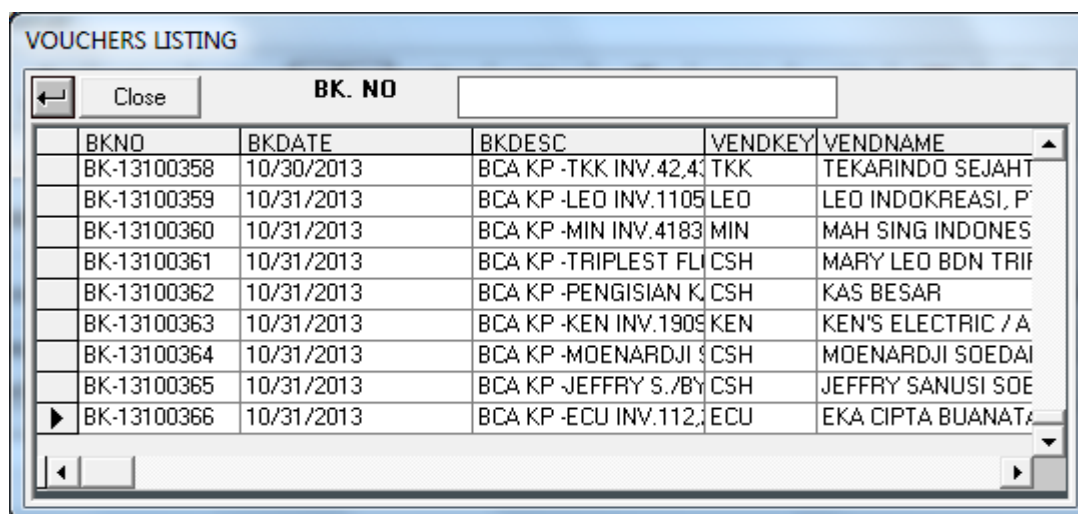 VOUCHERS LISTING
Close BK. NO
BKNO BKDATE BKDESC VENDKEY VENDNAME
BK-13100358 10/30/2013 BCA KP -TKK INV.42,4 TKK TEKARINDO SEJAHT
BK-13100359 10/31/2013 BCA KP -LEO INV.1105 LEO LEO INDOKREASI, P
BK-13100360 10/31/2013 BCA KP -MIN INV.4183 MIN MAH SING INDONES
BK-13100361 10/31/2013 BCA KP -TRIPLEST FL CSH MARY LEO BDN TRI
BK-13100362 10/31/2013 BCA KP -PENGISIAN K CSH KAS BESAR
BK-13100363 10/31/2013 BCA KP -KEN INV.1909 KEN KEN'S ELECTRIC / A
BK-13100364 10/31/2013 BCA KP -MOENARDJI CSH MOENARDJI SOEDA
BK-13100365 10/31/2013 BCA KP -JEFFRY S./BY CSH JEFFRY SANUSI SOE
BK-13100366 10/31/2013 BCA KP -ECU INV.112, ECU EKA CIPTA BUANAT